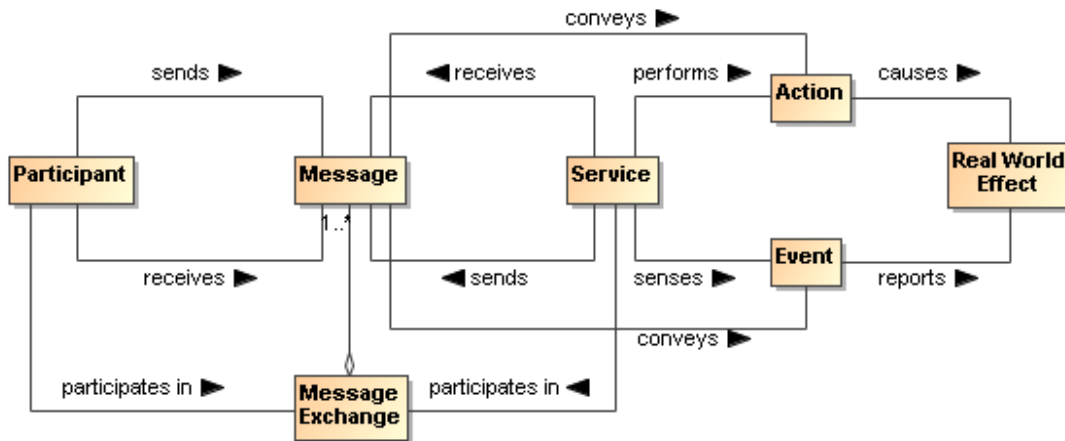 conveys ▶
sends ▶
◀ receives
performs ▶
Action
causes ▶
Participant
Message
Service
Real World
Effect
1..*
Event
receives ▶
◀ sends
senses ▶
reports ▶
conveys ▶
participates in ▶
Message
Exchange
participates in ◀